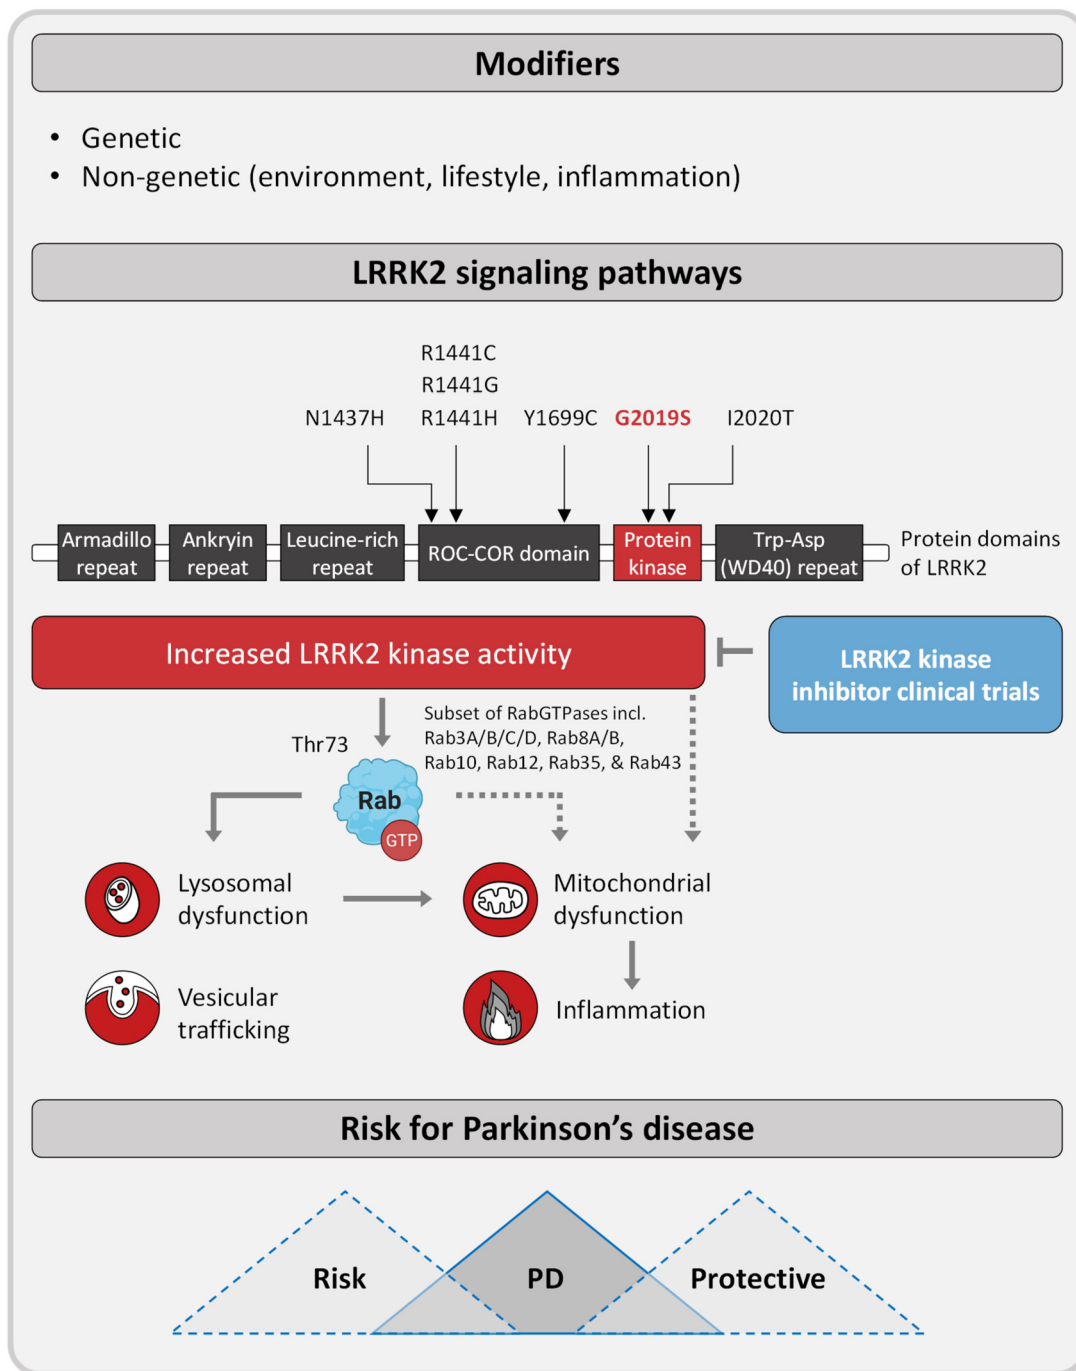 Modifiers
• Genetic
• Non-genetic (environment, lifestyle, inflammation)
LRRK2 signaling pathways
R1441C
R1441G
N1437H R1441H Y1699C G2019S I2020T
Armadillo
repeat
Ankryin
repeat
Leucine-rich
repeat
ROC-COR domain
Protein
kinase
Trp-Asp
(WD40) repeat
Protein domains
of LRRK2
Increased LRRK2 kinase activity
LRRK2 kinase
inhibitor clinical trials
Thr73
Subset of RabGTPases incl.
Rab3A/B/C/D, Rab8A/B,
Rab10, Rab12, Rab35, & Rab43
Rab
GTP
Lysosomal
dysfunction
Mitochondrial
dysfunction
Vesicular
trafficking
Inflammation
Risk for Parkinson's disease
Risk
PD
Protective